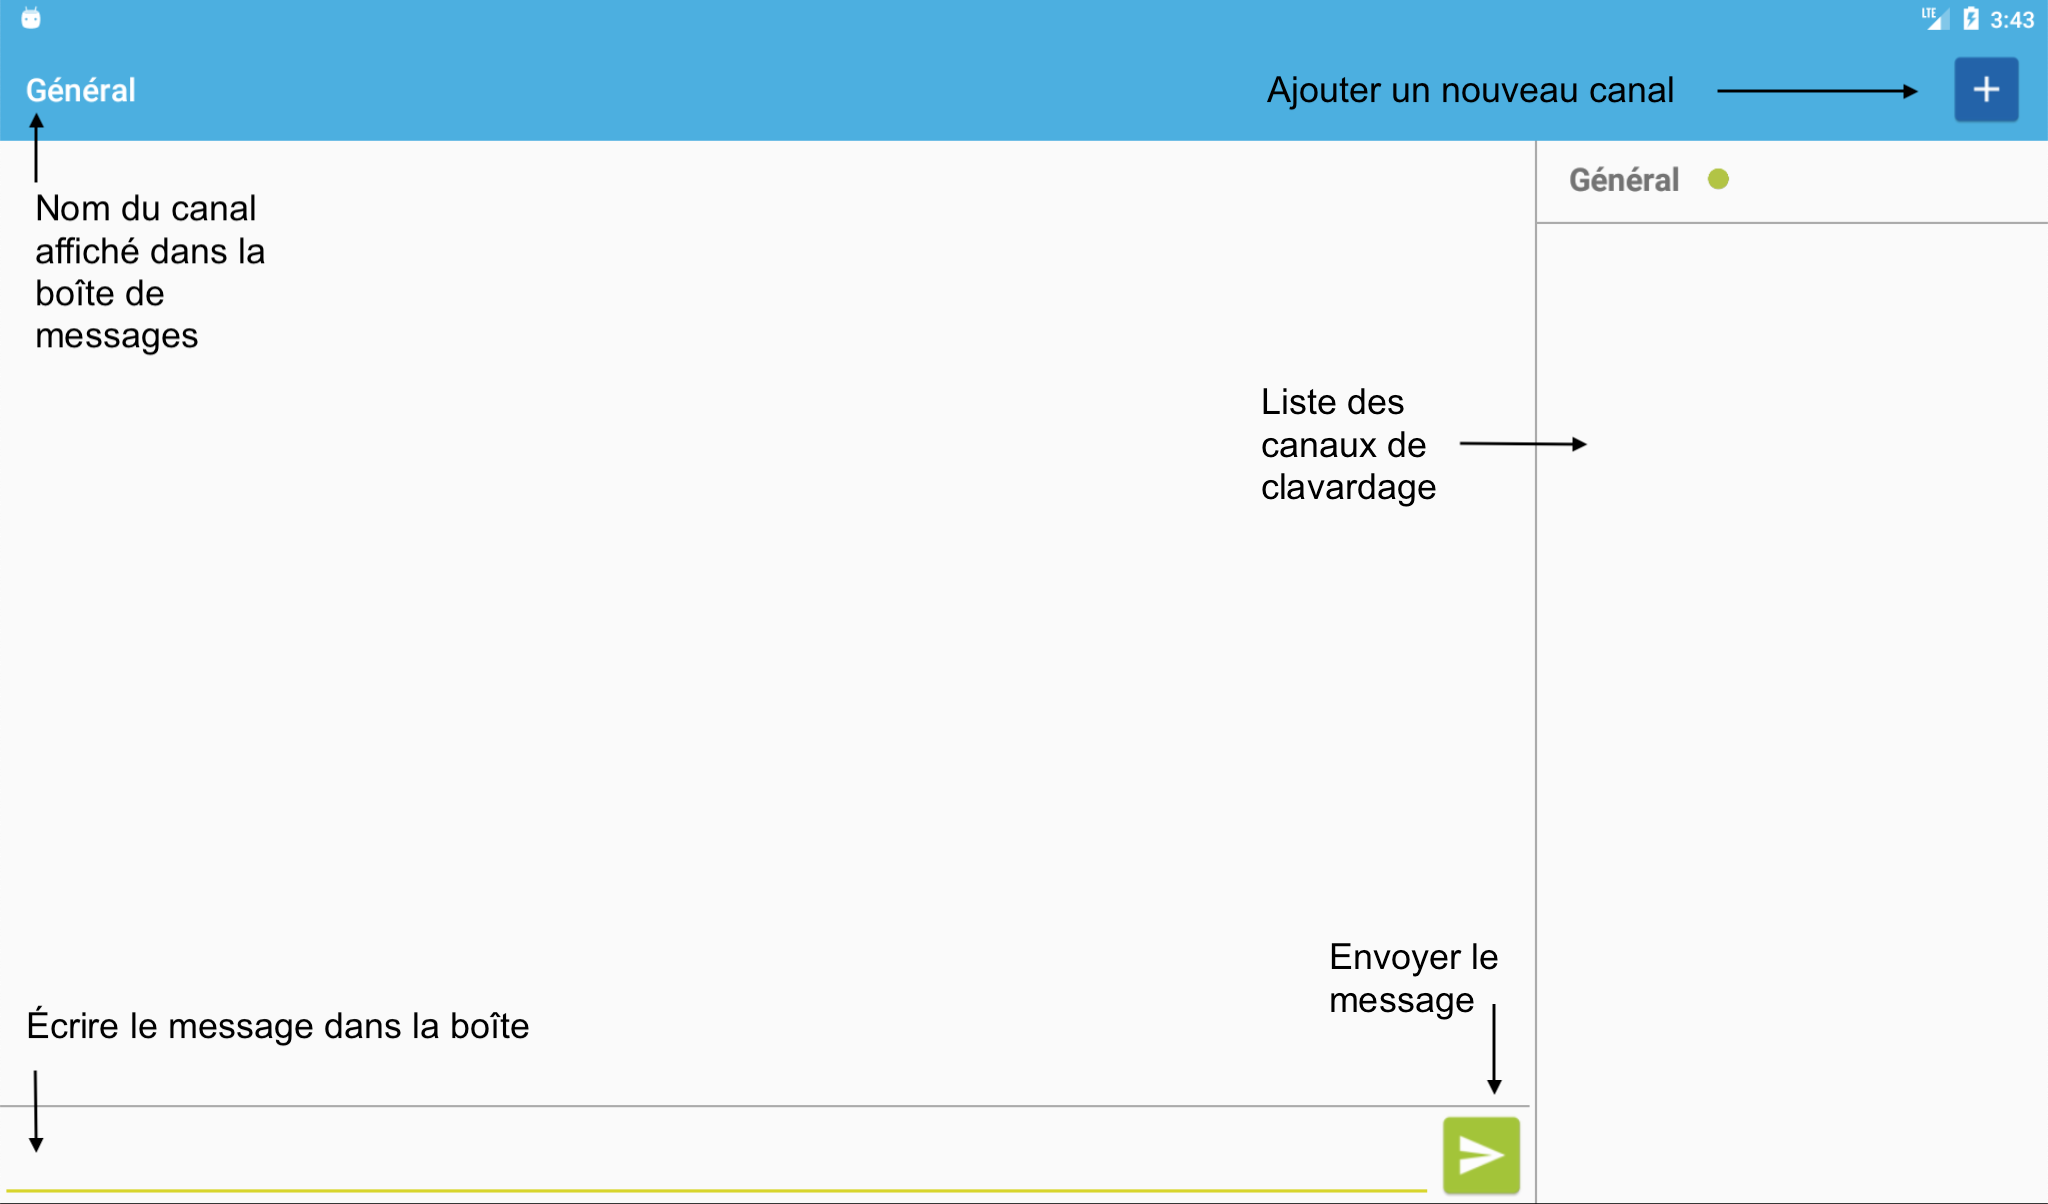 LTE 3:43
Général
Ajouter un nouveau canal
Général
Nom du canal
affiché dans la
boîte de
messages
Liste des
canaux de
clavardage
Envoyer le
message
Écrire le message dans la boîte